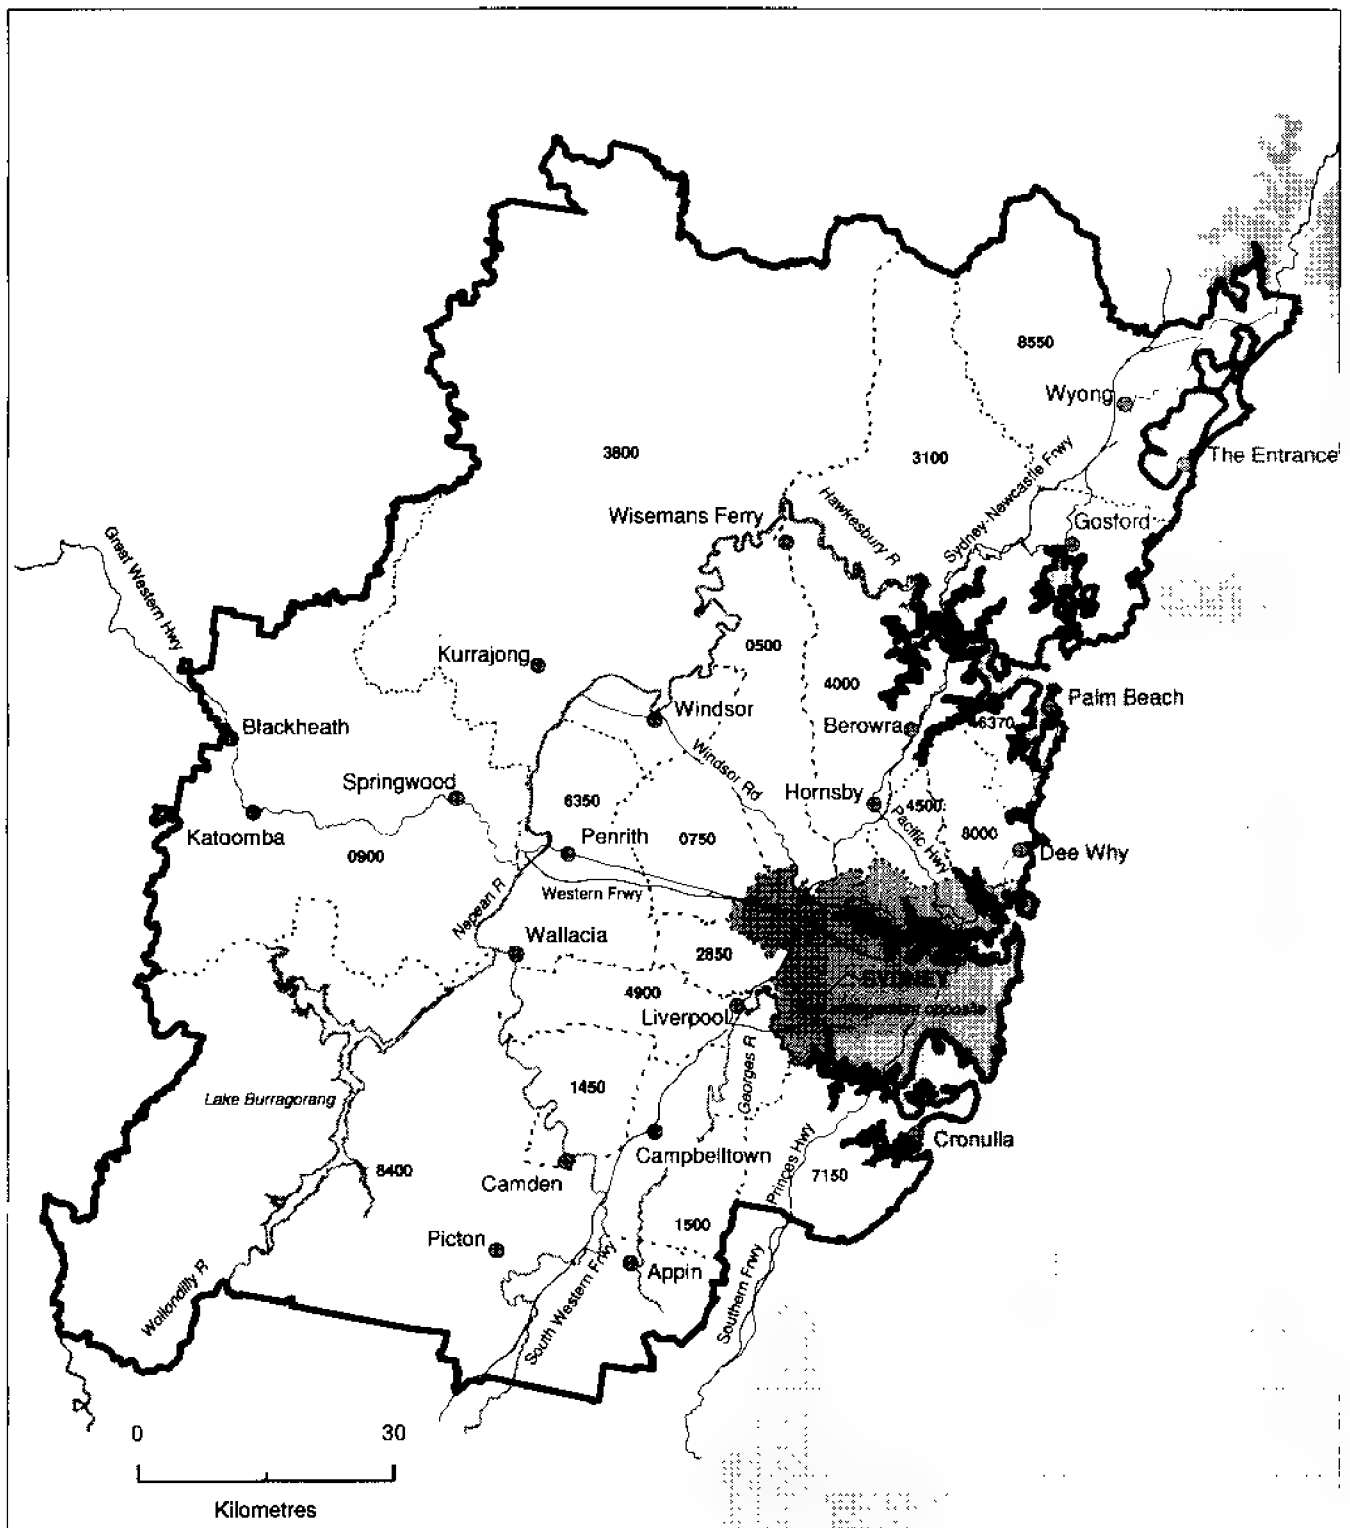 8550
Wyong
3800
3100
Sydney-Newcastle Frwy
The Entrance
Hawkesbury R
Wisemans Ferry
Gosford
Great Western Hwy
0500
Kurrajong
4000
Palm Beach
Windsor
6370
Blackheath
Berowra
Windsor Rd
Springwood
Hornsby
6350
4500
Pacific Hwy
Katoomba
Penrith
0750
8000
0900
Dee Why
Western Frwy
Nepean R
Wallacia
2850
SYDNEY
4900
opposite
Liverpool
Georges R
1450
Lake Burragorang
Cronulla
Campbelltown
8400
Princes Hwy
7150
Camden
1500
Picton
Appin
Wollondilly R
South Western Frwy
Southern Frwy
0 30
Kilometres